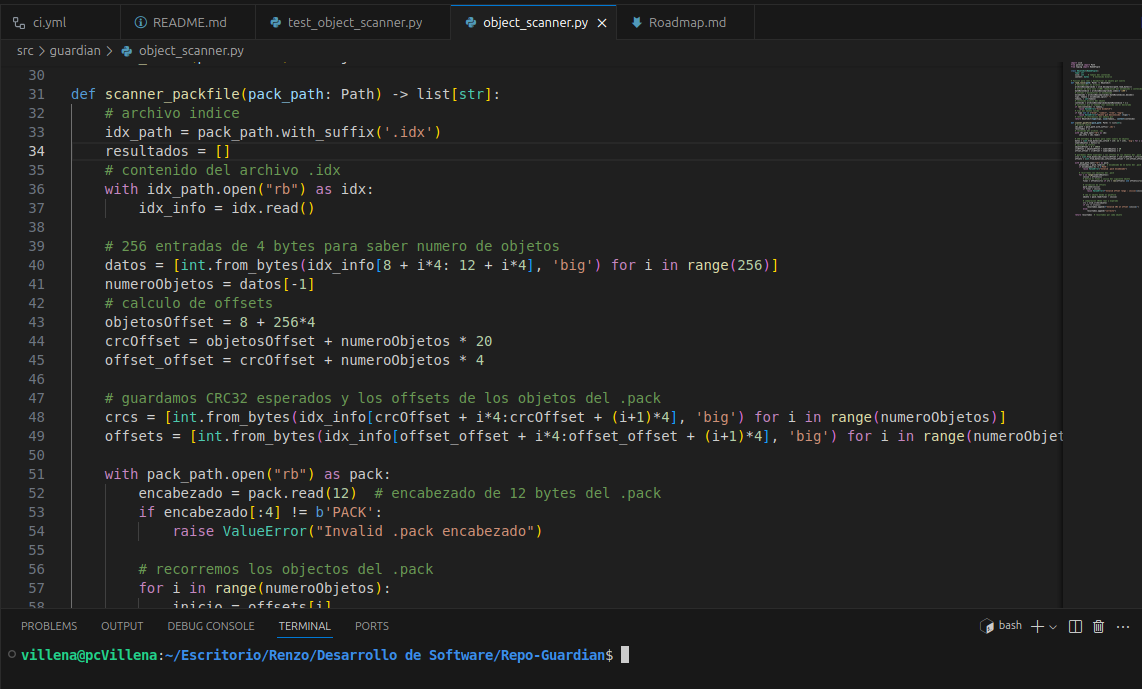 ci.yml README.md test_object_scanner.py object_scanner.py Roadmap.md
src > guardian > object_scanner.py
30
31 def scanner_packfile(pack_path: Path) -> list[str]:
32     # archivo indice
33     idx_path = pack_path.with_suffix('.idx')
34     resultados = []
35     # contenido del archivo .idx
36     with idx_path.open("rb") as idx:
37         idx_info = idx.read()
38
39     # 256 entradas de 4 bytes para saber numero de objetos
40     datos = [int.from_bytes(idx_info[8 + i*4: 12 + i*4], 'big') for i in range(256)]
41     numeroObjetos = datos[-1]
42     # calculo de offsets
43     objetosOffset = 8 + 256*4
44     crcOffset = objetosOffset + numeroObjetos * 20
45     offset_offset = crcOffset + numeroObjetos * 4
46
47     # guardamos CRC32 esperados y los offsets de los objetos del .pack
48     crcs = [int.from_bytes(idx_info[crcOffset + i*4:crcOffset + (i+1)*4], 'big') for i in range(numeroObjetos)]
49     offsets = [int.from_bytes(idx_info[offset_offset + i*4:offset_offset + (i+1)*4], 'big') for i in range(numeroObjet
50
51     with pack_path.open("rb") as pack:
52         encabezado = pack.read(12)  # encabezado de 12 bytes del .pack
53         if encabezado[:4] != b'PACK':
54             raise ValueError("Invalid .pack encabezado")
55
56         # recorremos los objectos del .pack
57         for i in range(numeroObjetos):
58             inicio = offsets[i]
PROBLEMS OUTPUT DEBUG CONSOLE TERMINAL PORTS bash
villena@pcVillena:~/Escritorio/Renzo/Desarrollo de Software/Repo-Guardian$